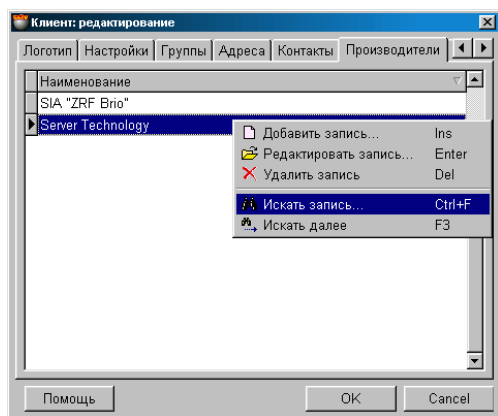 Клиент: редактирование
Логотип Настройки Группы Адреса Контакты Производители
Наименование
SIA "ZRF Brio"
Server Technology
Добавить запись... Ins
Редактировать запись... Enter
Удалить запись Del
Искать запись... Ctrl+F
Искать далее F3
Помощь OK Cancel